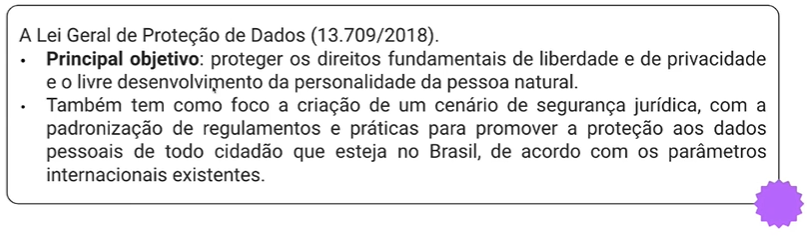 A Lei Geral de Proteção de Dados (13.709/2018).
• Principal objetivo: proteger os direitos fundamentais de liberdade e de privacidade
e o livre desenvolvimento da personalidade da pessoa natural.
• Também tem como foco a criação de um cenário de segurança jurídica, com a
padronização de regulamentos e práticas para promover a proteção aos dados
pessoais de todo cidadão que esteja no Brasil, de acordo com os parâmetros
internacionais existentes.